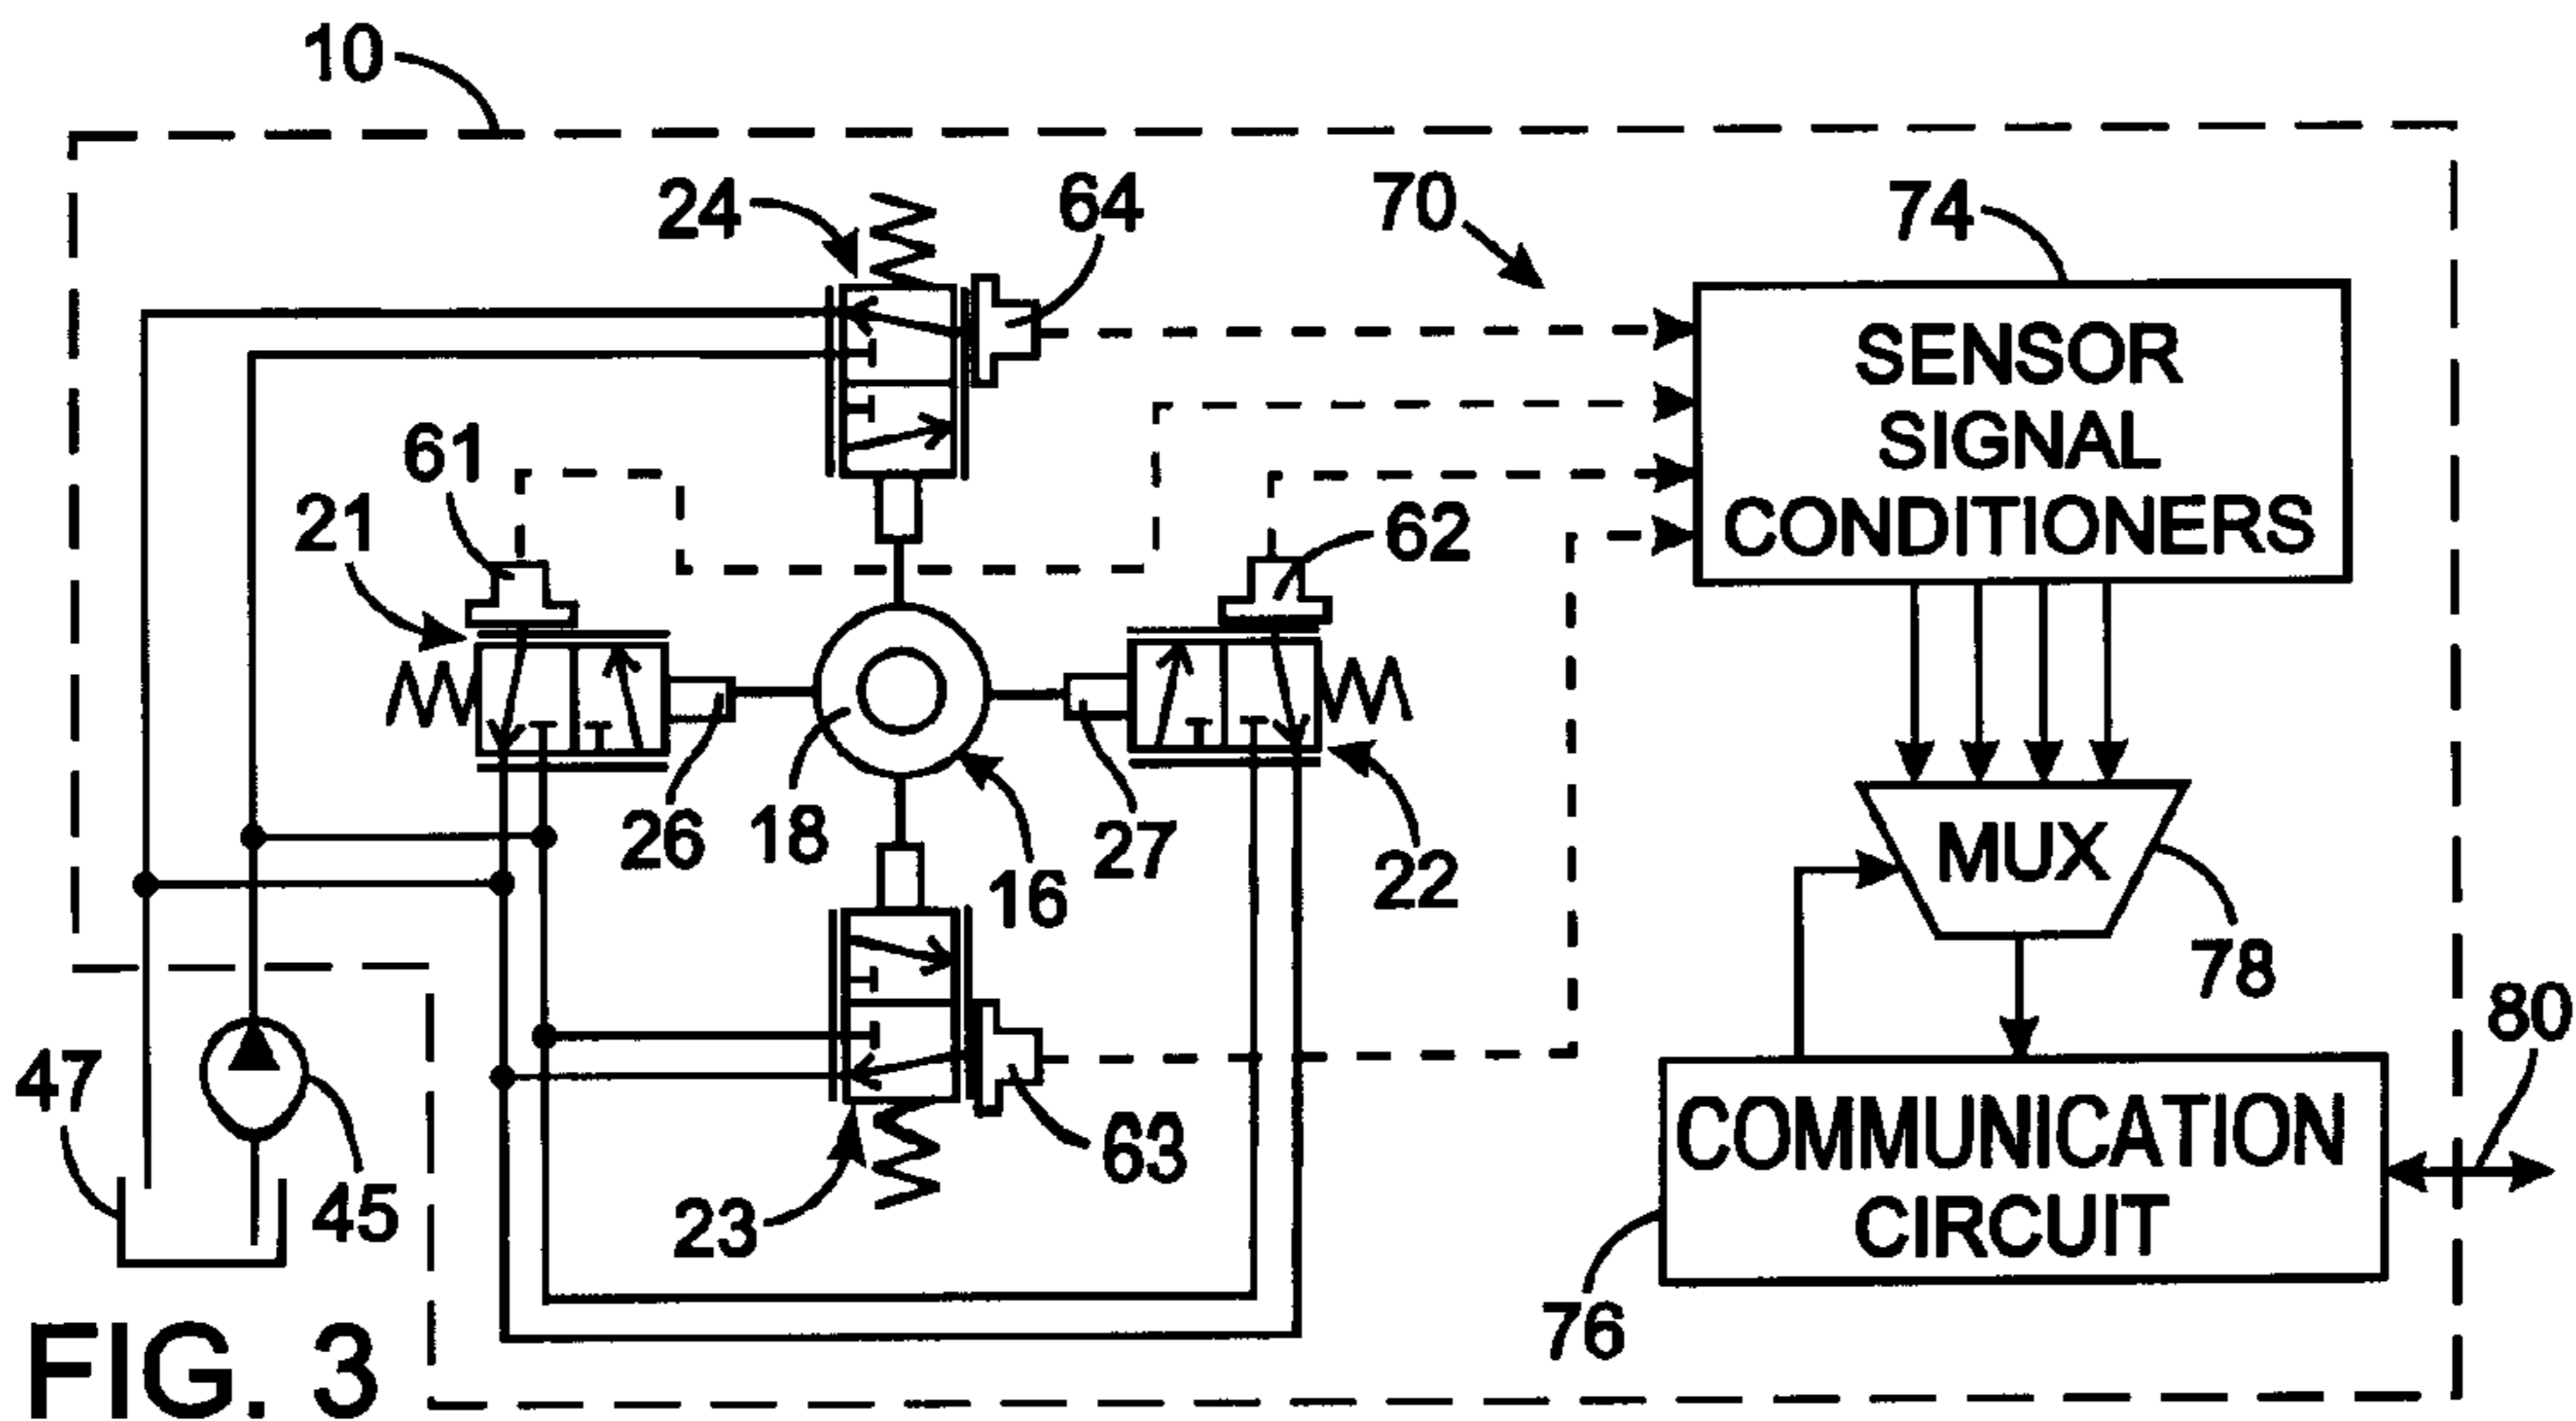 10
24
64
70
74
SENSOR
SIGNAL
CONDITIONERS
61
21
62
26
18
16
27
22
MUX
78
80
47
45
23
63
COMMUNICATION
CIRCUIT
76
FIG. 3